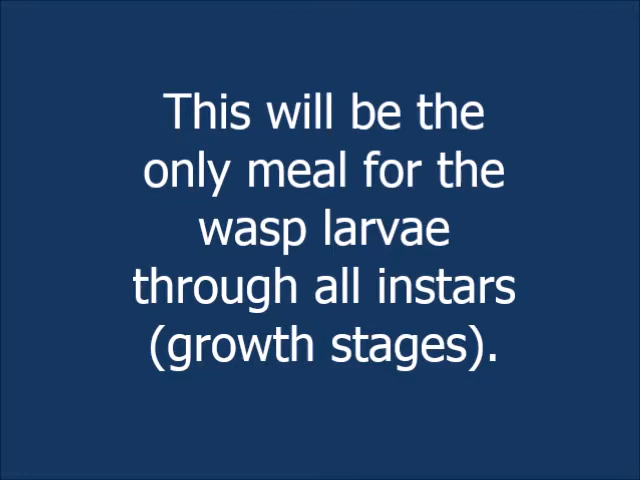 This will be the
only meal for the
wasp larvae
through all instars
(growth stages).